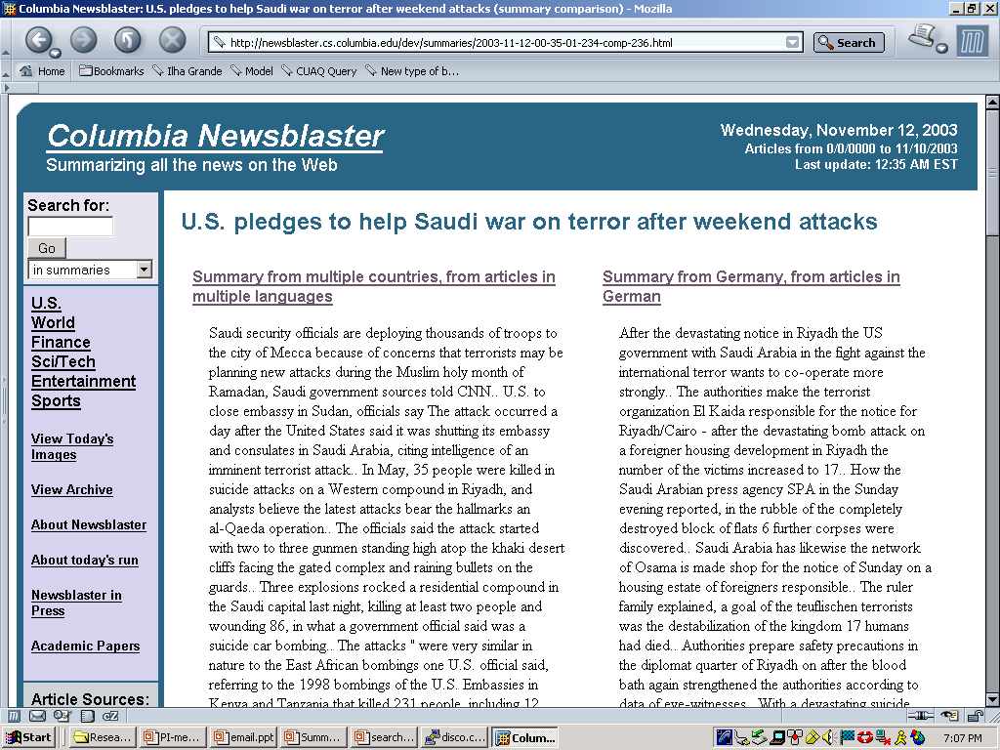 Columbia Newsblaster: U.S. pledges to help Saudi war on terror after weekend attacks (summary comparison) - Mozilla
http://newsblaster.cs.columbia.edu/dev/summaries/2003-11-12-00-35-01-234-comp-236.html
Search
Home Bookmarks Ilha Grande Model CUAQ Query New type of b...
Columbia Newsblaster
Summarizing all the news on the Web
Wednesday, November 12, 2003
Articles from 0/0/0000 to 11/10/2003
Last update: 12:35 AM EST
Search for:
Go
in summaries
U.S.
World
Finance
Sci/Tech
Entertainment
Sports
View Today's
Images
View Archive
About Newsblaster
About today's run
Newsblaster in
Press
Academic Papers
Article Sources:
U.S. pledges to help Saudi war on terror after weekend attacks
Summary from multiple countries, from articles in
multiple languages
Saudi security officials are deploying thousands of troops to
the city of Mecca because of concerns that terrorists may be
planning new attacks during the Muslim holy month of
Ramadan, Saudi government sources told CNN.. U.S. to
close embassy in Sudan, officials say The attack occurred a
day after the United States said it was shutting its embassy
and consulates in Saudi Arabia, citing intelligence of an
imminent terrorist attack.. In May, 35 people were killed in
suicide attacks on a Western compound in Riyadh, and
analysts believe the latest attacks bear the hallmarks an
al-Qaeda operation.. The officials said the attack started
with two to three gunmen standing high atop the khaki desert
cliffs facing the gated complex and raining bullets on the
guards.. Three explosions rocked a residential compound in
the Saudi capital last night, killing at least two people and
wounding 86, in what a government official said was a
suicide car bombing.. The attacks " were very similar in
nature to the East African bombings one U.S. official said,
referring to the 1998 bombings of the U.S. Embassies in
Kenya and Tanzania that killed 231 people, including 12
Summary from Germany, from articles in
German
After the devastating notice in Riyadh the US
government with Saudi Arabia in the fight against the
international terror wants to co-operate more
strongly.. The authorities make the terrorist
organization El Kaida responsible for the notice for
Riyadh/Cairo - after the devastating bomb attack on
a foreigner housing development in Riyadh the
number of the victims increased to 17.. How the
Saudi Arabian press agency SPA in the Sunday
evening reported, in the rubble of the completely
destroyed block of flats 6 further corpses were
discovered.. Saudi Arabia has likewise the network
of Osama is made shop for the notice of Sunday on a
housing estate of foreigners responsible.. The ruler
family explained, a goal of the teuflischen terrorists
was the destabilization of the kingdom 17 humans
had died.. Authorities prepare safety precautions in
the diplomat quarter of Riyadh on after the blood
bath again strengthened the authorities according to
data of eye-witnesses.. With a devastating suicide
Start Resea... PI-me... email.ppt Summ... search... disco.c... Colum... 7:07 PM